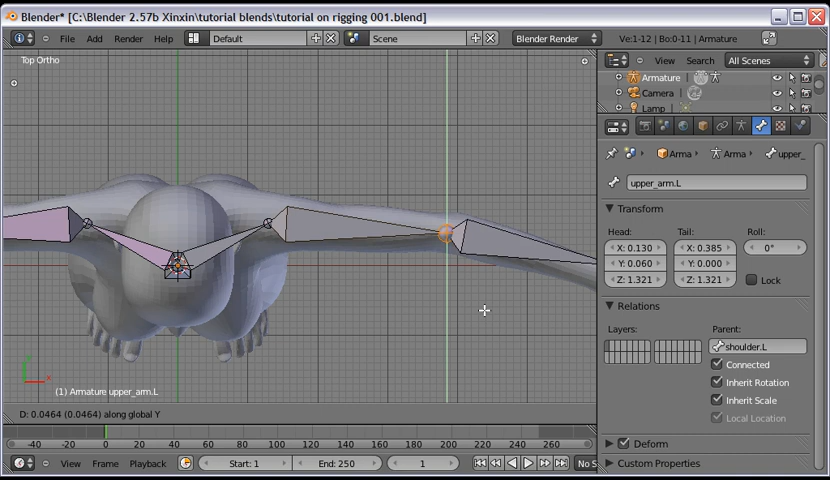 Blender* [C:\Blender 2.57b Xinxin\tutorial blends\tutorial on rigging 001.blend]
File Add Render Help Default Scene Blender Render Ve:1-12 | Bo:0-11 | Armature
Top Ortho
View Search All Scenes
Armature
Camera
Lamp
Arma Arma upper_
upper_arm.L
Transform
Head: Tail: Roll:
X: 0.130 X: 0.385 0°
Y: 0.060 Y: 0.000
Z: 1.321 Z: 1.321 Lock
Relations
Layers: Parent:
shoulder.L
Connected
Inherit Rotation
Inherit Scale
Local Location
(1) Armature upper_arm.L
D: 0.0464 (0.0464) along global Y
-40 -20 0 20 40 60 80 100 120 140 160 180 200 220 240 260
Deform
View Frame Playback Start: 1 End: 250 1 No S
Custom Properties